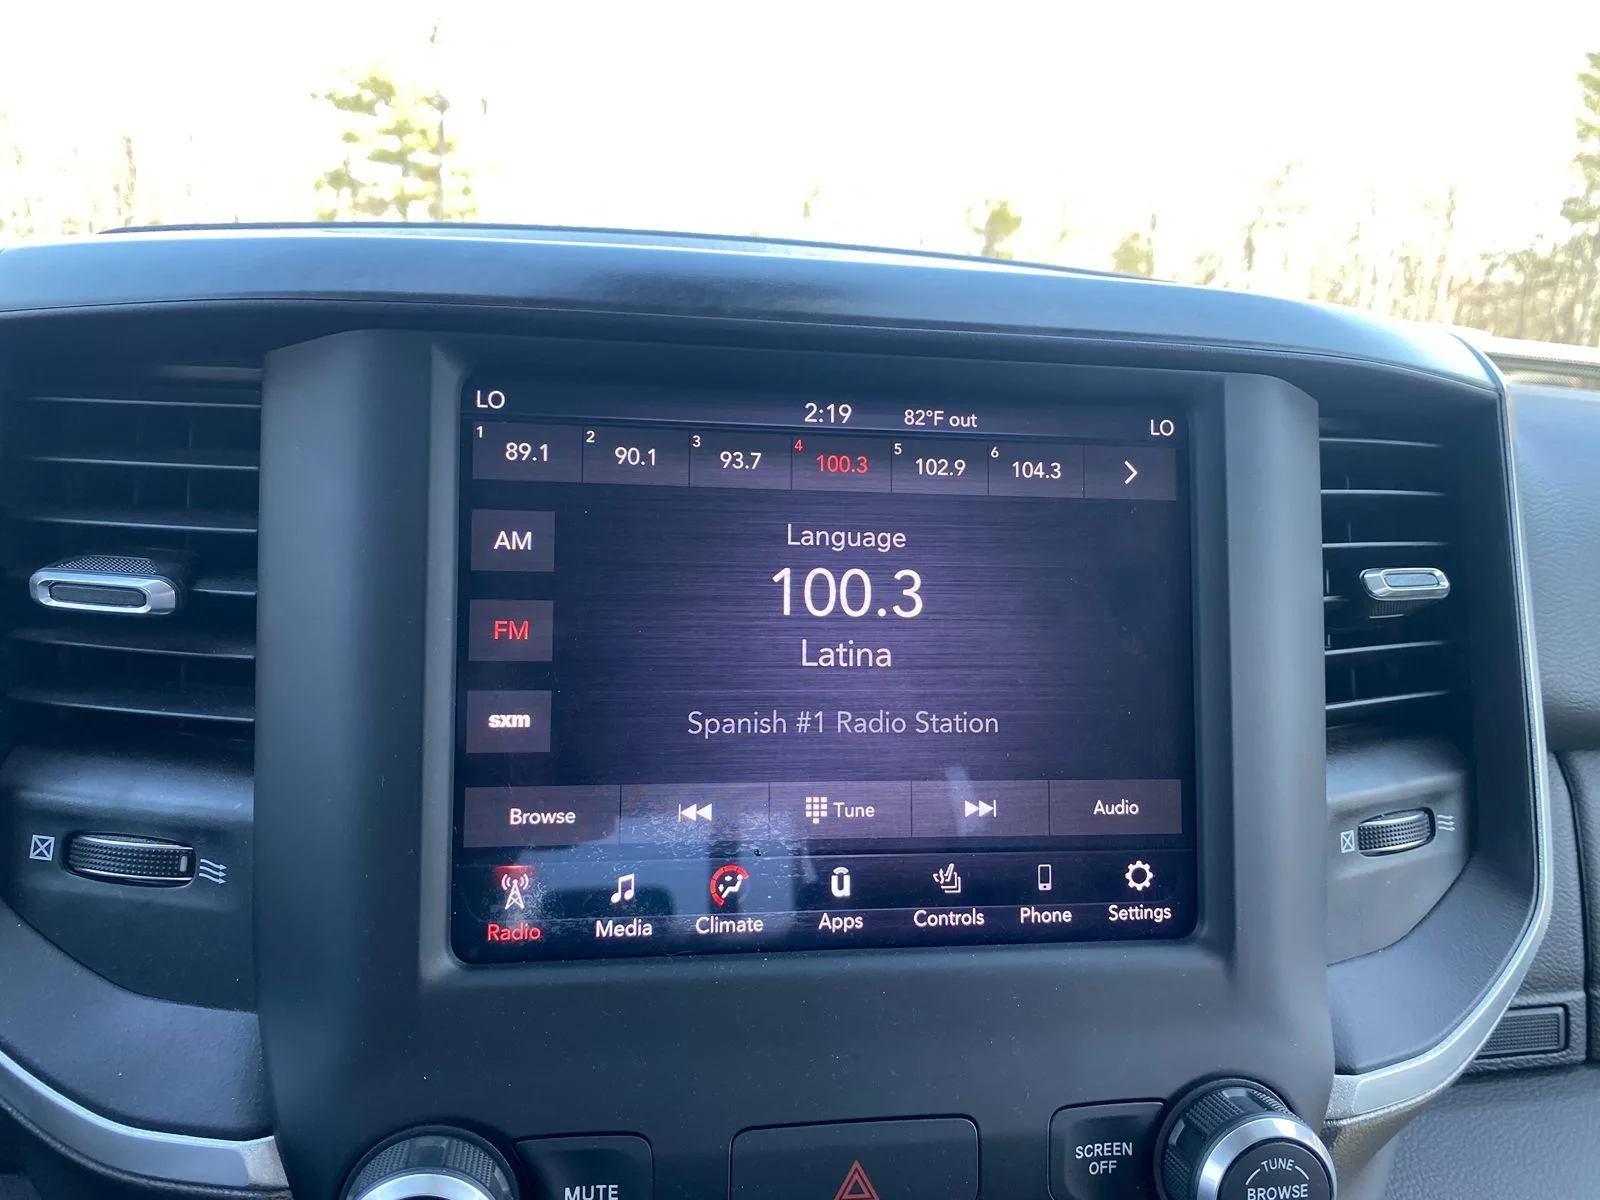 LO 2:19 82°F out LO
1 89.1 2 90.1 3 93.7 4 100.3 5 102.9 6 104.3
AM
FM
sxm
Language
100.3
Latina
Spanish #1 Radio Station
Browse Tune Audio
Radio Media Climate Apps Controls Phone Settings
MUTE
SCREEN
OFF
TUNE
BROWSE